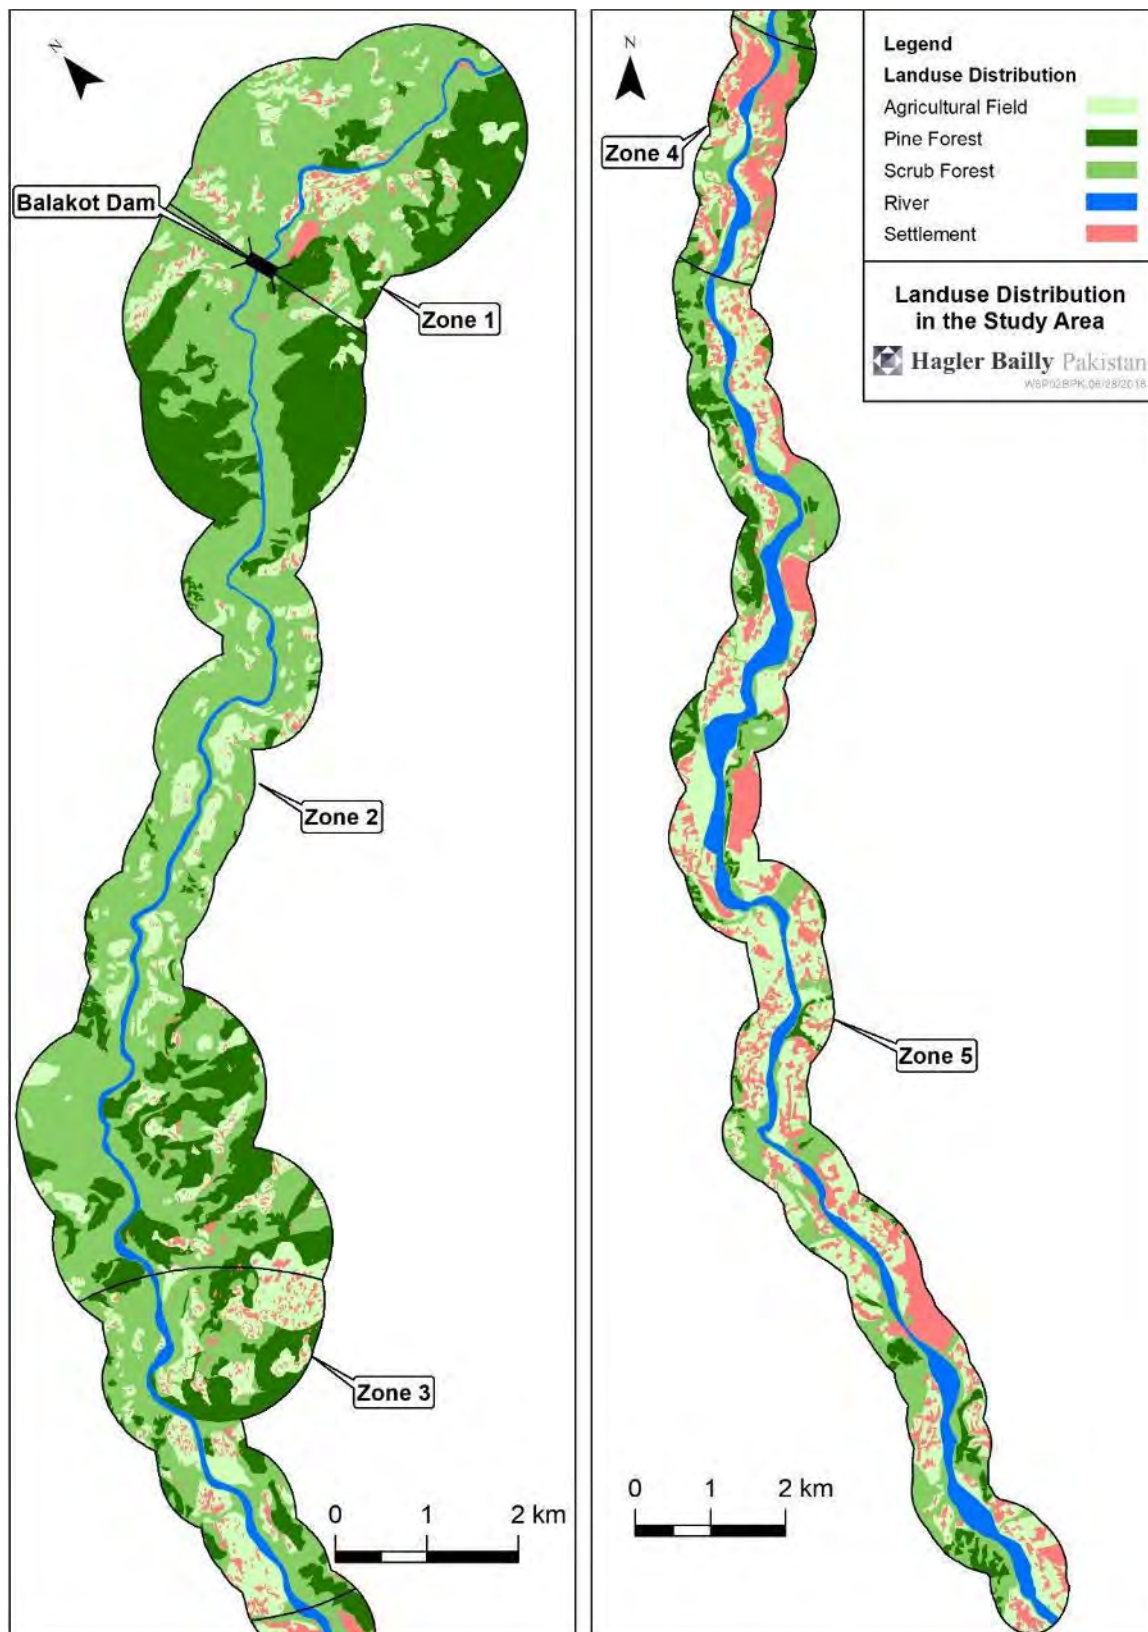 N
Balakot Dam
Zone 1
Zone 2
Zone 3
0 1 2 km
N
Zone 4
Zone 5
0 1 2 km
Legend
Landuse Distribution
Agricultural Field
Pine Forest
Scrub Forest
River
Settlement
Landuse Distribution
in the Study Area
Hagler Bailly Pakistan